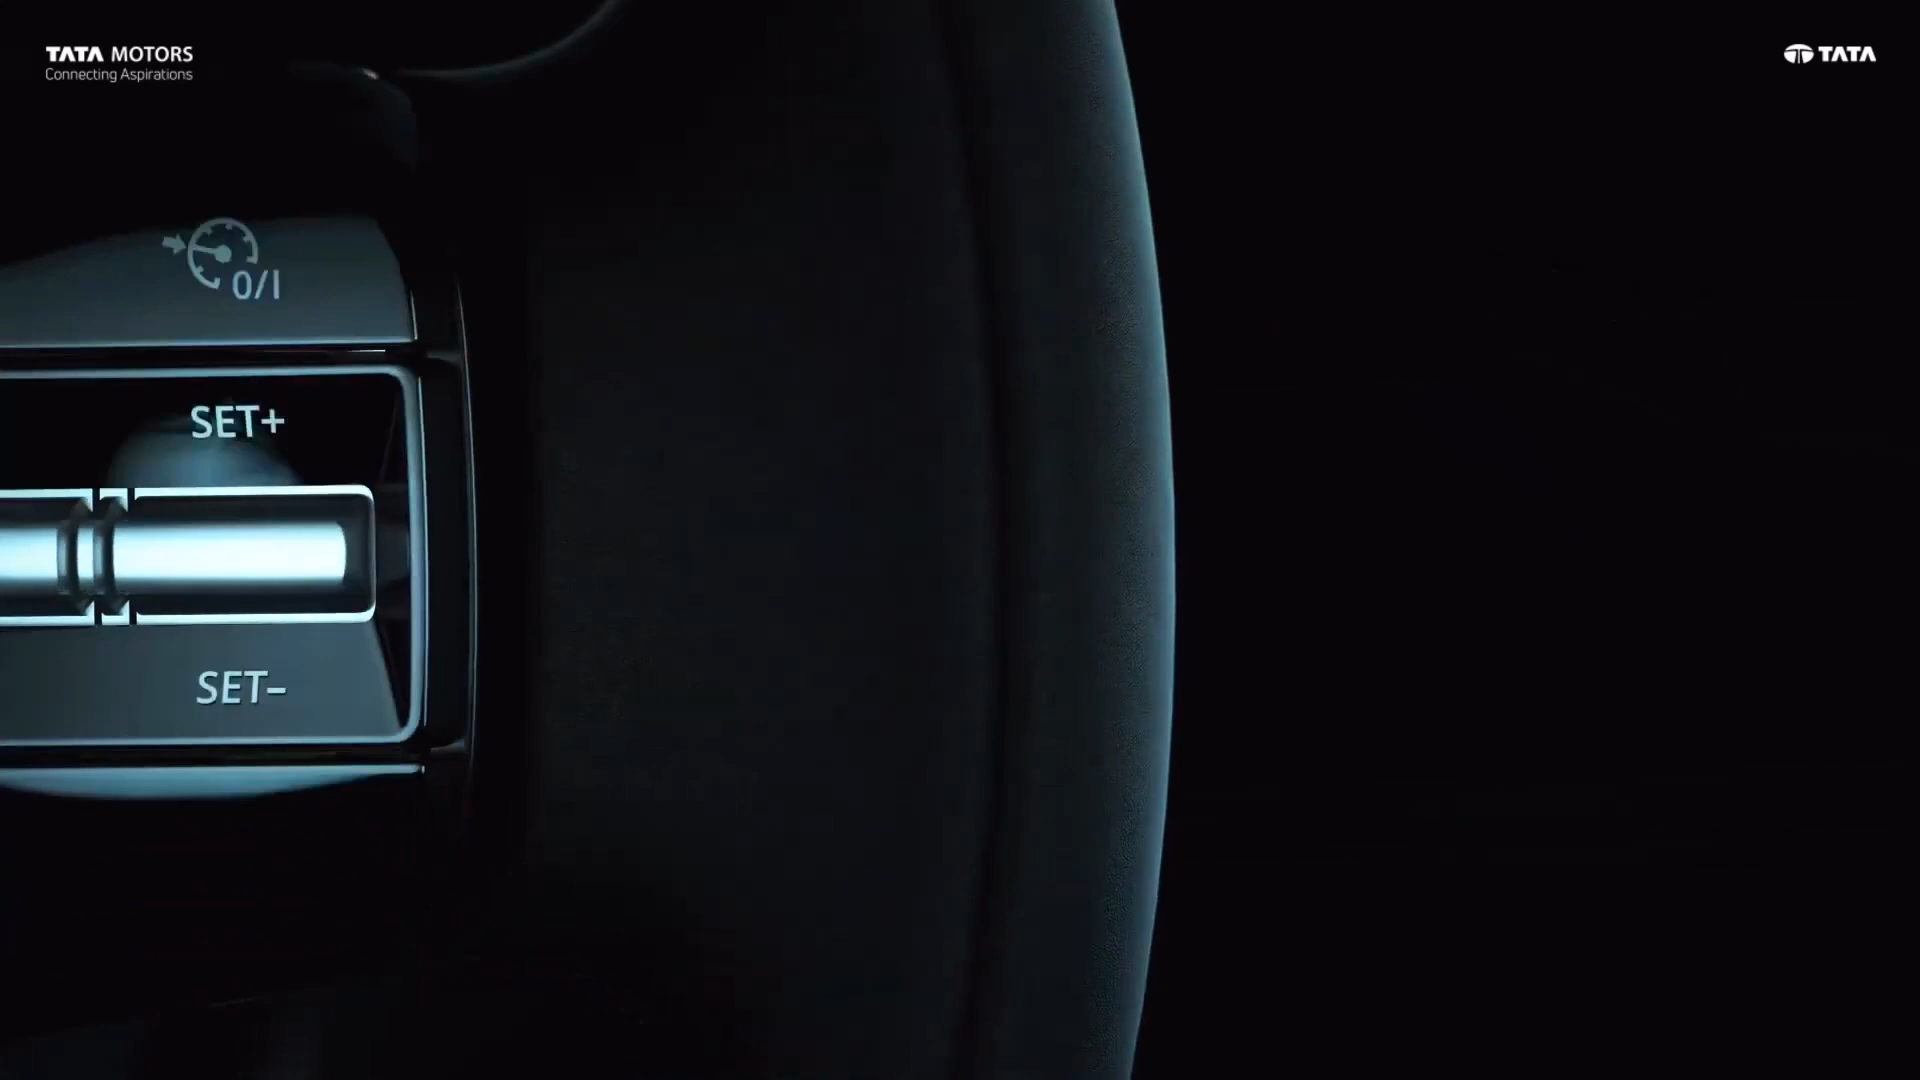 TATA MOTORS
Connecting Aspirations
TATA
0/I
SET+
SET–